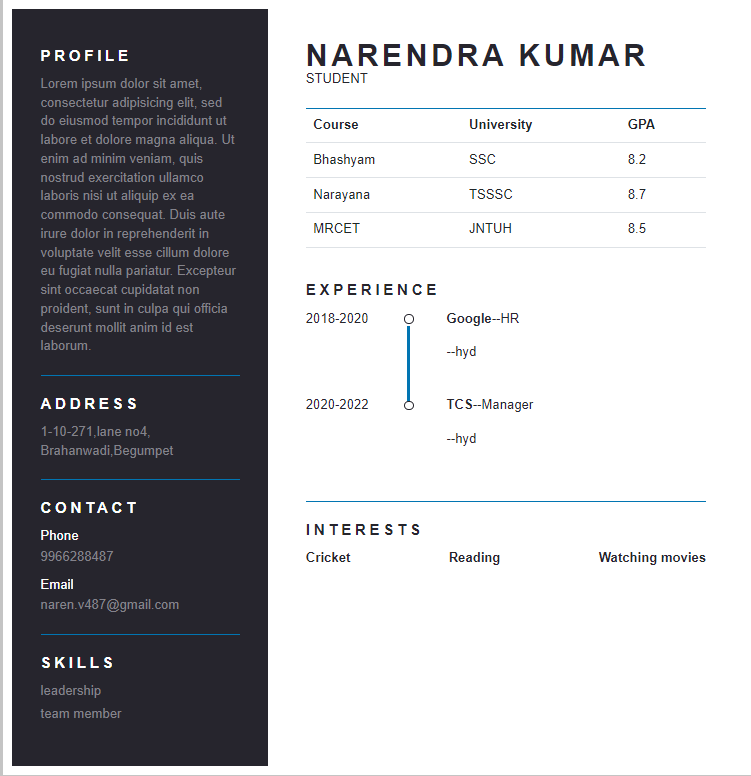 PROFILE
Lorem ipsum dolor sit amet,
consectetur adipisicing elit, sed
do eiusmod tempor incididunt ut
labore et dolore magna aliqua. Ut
enim ad minim veniam, quis
nostrud exercitation ullamco
laboris nisi ut aliquip ex ea
commodo consequat. Duis aute
irure dolor in reprehenderit in
voluptate velit esse cillum dolore
eu fugiat nulla pariatur. Excepteur
sint occaecat cupidatat non
proident, sunt in culpa qui officia
deserunt mollit anim id est
laborum.
ADDRESS
1-10-271,lane no4,
Brahanwadi,Begumpet
CONTACT
Phone
9966288487
Email
naren.v487@gmail.com
SKILLS
leadership
team member
NARENDRA KUMAR
STUDENT
Course University GPA
Bhashyam SSC 8.2
Narayana TSSSC 8.7
MRCET JNTUH 8.5
EXPERIENCE
2018-2020 Google--HR
--hyd
2020-2022 TCS--Manager
--hyd
INTERESTS
Cricket Reading Watching movies